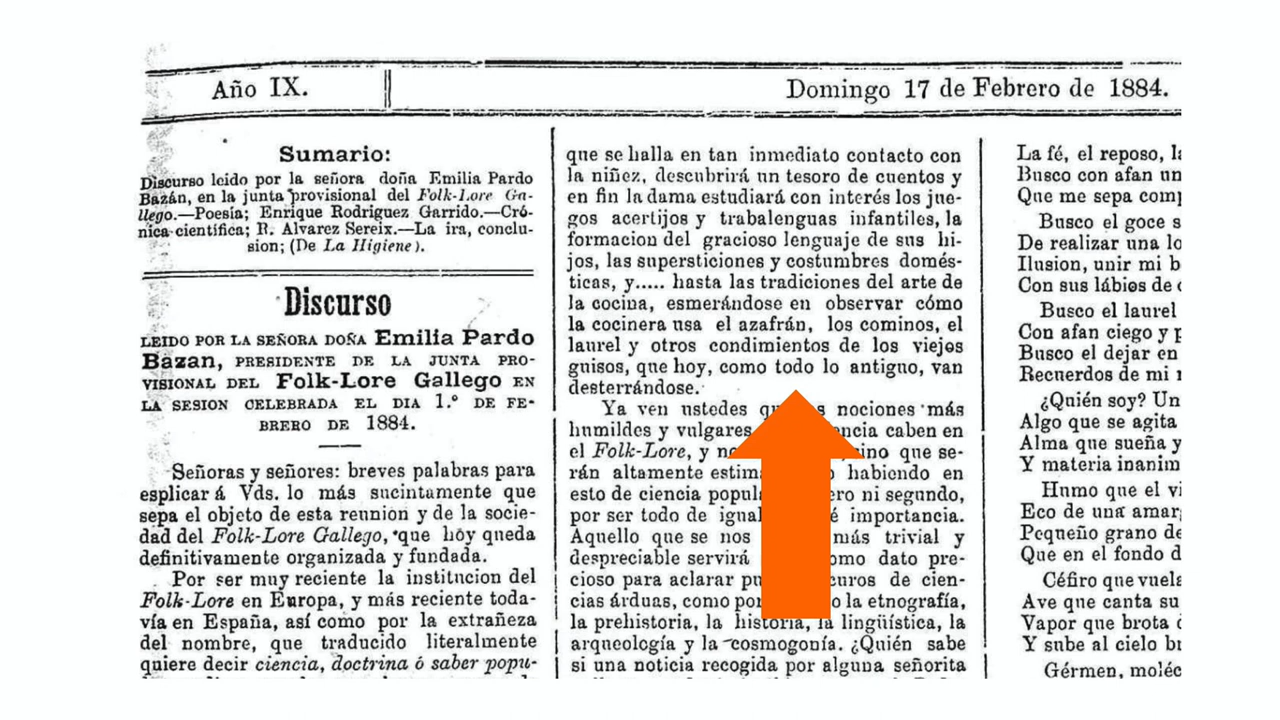 Año IX.
Domingo 17 de Febrero de 1884.
Sumario:
Discurso leido por la señora doña Emilia Pardo
Bazán, en la junta provisional del Folk-Lore Ga-
llego.—Poesía; Enrique Rodriguez Garrido.—Cró-
nica científica; R. Alvarez Sereix.—La ira, conclu-
sion; (De La Higiene).
Discurso
LEIDO POR LA SEÑORA DOÑA Emilia Pardo
Bazan, PRESIDENTE DE LA JUNTA PRO-
VISIONAL DEL Folk-Lore Gallego EN
LA SESION CELEBRADA EL DIA 1.º DE FE-
BRERO DE 1884.
Señoras y señores: breves palabras para
esplicar á Vds. lo más sucintamente que
sepa el objeto de esta reunion y de la socie-
dad del Folk-Lore Gallego, que hoy queda
definitivamente organizada y fundada.
Por ser muy reciente la institucion del
Folk-Lore en Europa, y más reciente toda-
vía en España, así como por la extrañeza
del nombre, que traducido literalmente
quiere decir ciencia, doctrina ó saber popu-
que se halla en tan inmediato contacto con
la niñez, descubrirá un tesoro de cuentos y
en fin la dama estudiará con interés los jue-
gos acertijos y trabalenguas infantiles, la
formacion del gracioso lenguaje de sus hi-
jos, las supersticiones y costumbres domés-
ticas, y..... hasta las tradiciones del arte de
la cocina, esmerándose en observar cómo
la cocinera usa el azafrán, los cominos, el
laurel y otros condimientos de los viejos
guisos, que hoy, como todo lo antiguo, van
desterrándose.
Ya ven ustedes nociones más
humildes y vulgares caben en
el Folk-Lore, y sino que se-
rán altamente habiendo en
esto de ciencia ni segundo,
por ser todo de importancia.
Aquello que se nos más trivial y
despreciable servirá como dato pre-
cioso para aclarar de cien-
cias árduas, como la etnografía,
la prehistoria, la historia, la lingüística, la
arqueología y la cosmogonía. ¿Quién sabe
si una noticia recogida por alguna señorita
La fé, el reposo,
Busco con afan
Que me sepa
Busco el goce
De realizar una
Ilusion, unir mi
Con sus lábios de
Busco el laurel
Con afan ciego y
Busco el dejar en
Recuerdos de mi
¿Quién soy? Un
Algo que se agita
Alma que sueña y
Y materia
Humo que el
Eco de una
Pequeño grano de
Que en el fondo
Céfiro que vuela
Ave que canta su
Vapor que brota
Y sube al cielo
Gérmen,